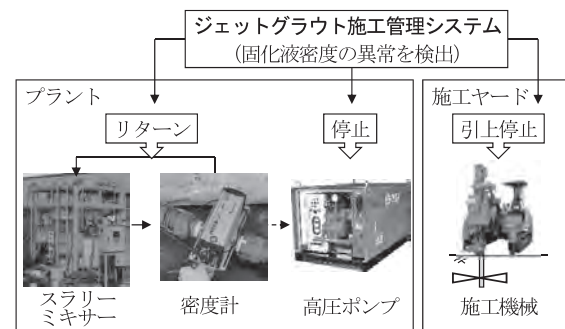 ジェットグラウト施工管理システム
(固化液密度の異常を検出)
プラント
施工ヤード
リターン
停止
引上停止
スラリー
ミキサー
密度計
高圧ポンプ
施工機械